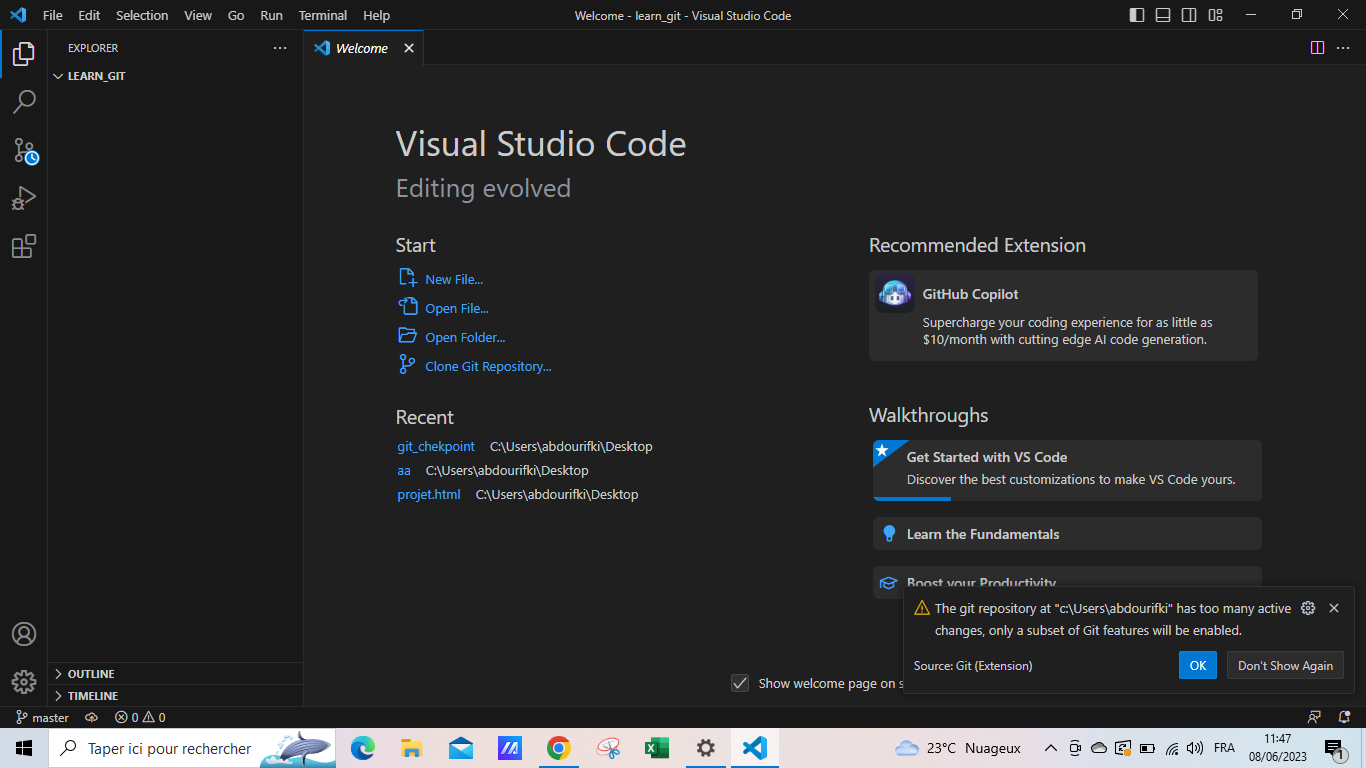 File Edit Selection View Go Run Terminal Help
Welcome - learn_git - Visual Studio Code
EXPLORER
Welcome
LEARN_GIT
Visual Studio Code
Editing evolved
Start
New File...
Open File...
Open Folder...
Clone Git Repository...
Recent
git_chekpoint C:\Users\abdourifki\Desktop
aa C:\Users\abdourifki\Desktop
projet.html C:\Users\abdourifki\Desktop
Recommended Extension
GitHub Copilot
Supercharge your coding experience for as little as
$10/month with cutting edge AI code generation.
Walkthroughs
Get Started with VS Code
Discover the best customizations to make VS Code yours.
Learn the Fundamentals
Boost your Productivity
The git repository at "c:\Users\abdourifki" has too many active
changes, only a subset of Git features will be enabled.
Source: Git (Extension)
OK
Don't Show Again
Show welcome page on s
OUTLINE
TIMELINE
master
0 0
Taper ici pour rechercher
23°C Nuageux
FRA
11:47
08/06/2023
1